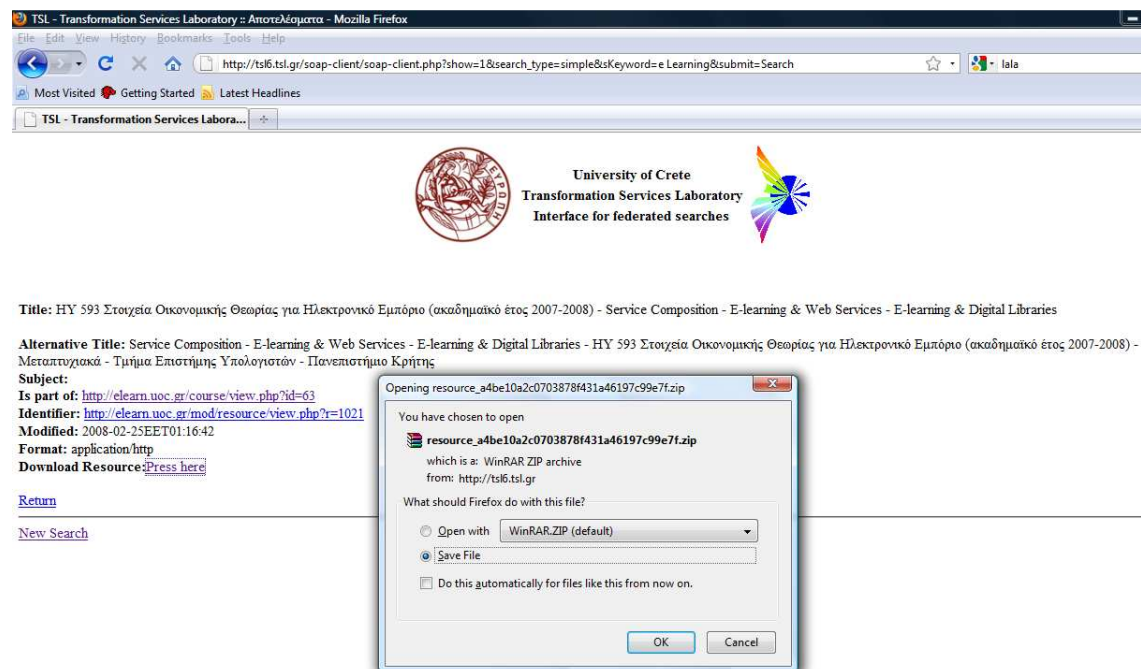 TSL - Transformation Services Laboratory :: Αποτελέσματα - Mozilla Firefox
File Edit View History Bookmarks Tools Help
http://tsl6.tsl.gr/soap-client/soap-client.php?show=1&search_type=simple&sKeyword=e Learning&submit=Search
lala
Most Visited Getting Started Latest Headlines
TSL - Transformation Services Labora...
ΕΥΡΩΠΗ
University of Crete
Transformation Services Laboratory
Interface for federated searches
Title: ΗΥ 593 Στοιχεία Οικονομικής Θεωρίας για Ηλεκτρονικό Εμπόριο (ακαδημαϊκό έτος 2007-2008) - Service Composition - E-learning & Web Services - E-learning & Digital Libraries
Alternative Title: Service Composition - E-learning & Web Services - E-learning & Digital Libraries - ΗΥ 593 Στοιχεία Οικονομικής Θεωρίας για Ηλεκτρονικό Εμπόριο (ακαδημαϊκό έτος 2007-2008) -
Μεταπτυχιακά - Τμήμα Επιστήμης Υπολογιστών - Πανεπιστήμιο Κρήτης
Subject:
Is part of: http://elearn.uoc.gr/course/view.php?id=63
Identifier: http://elearn.uoc.gr/mod/resource/view.php?r=1021
Modified: 2008-02-25EET01:16:42
Format: application/http
Download Resource:Press here
Return
New Search
Opening resource_a4be10a2c0703878f431a46197c99e7f.zip
You have chosen to open
resource_a4be10a2c0703878f431a46197c99e7f.zip
which is a: WinRAR ZIP archive
from: http://tsl6.tsl.gr
What should Firefox do with this file?
Open with WinRAR.ZIP (default)
Save File
Do this automatically for files like this from now on.
OK Cancel